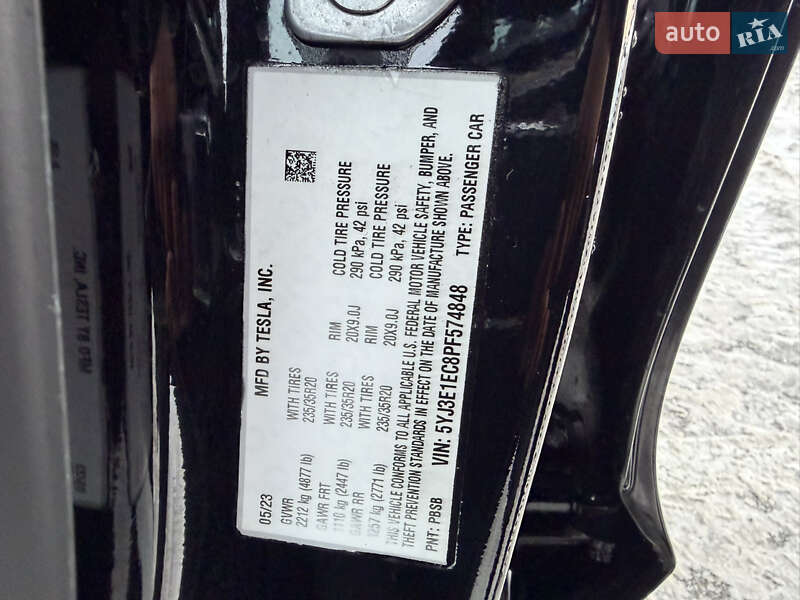 auto RIA
.com
MFD BY TESLA, INC.
05/23
GVWR
2212 kg (4877 lb)
WITH TIRES
235/35R20
RIM
20X9.0J
COLD TIRE PRESSURE
290 kPa, 42 psi
GAWR FRT
1110 kg (2447 lb)
WITH TIRES
235/35R20
RIM
20X9.0J
COLD TIRE PRESSURE
290 kPa, 42 psi
GAWR RR
1257 kg (2771 lb)
THIS VEHICLE CONFORMS TO ALL APPLICABLE U.S. FEDERAL MOTOR VEHICLE SAFETY, BUMPER, AND
THEFT PREVENTION STANDARDS IN EFFECT ON THE DATE OF MANUFACTURE SHOWN ABOVE.
PNT: PBSB VIN: 5YJ3E1EC8PF574848 TYPE: PASSENGER CAR